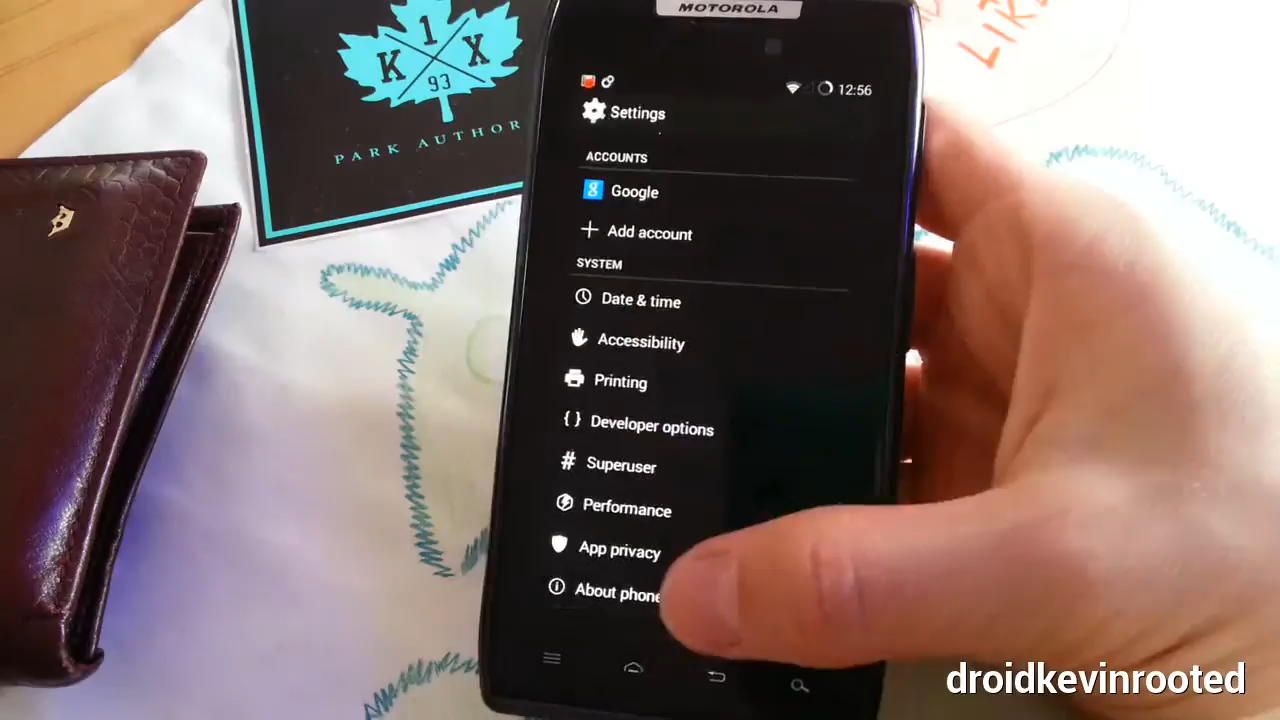 MOTOROLA
LIKE
K 1 X
93
PARK AUTHOR
12:56
Settings
ACCOUNTS
Google
Add account
SYSTEM
Date & time
Accessibility
Printing
{ } Developer options
# Superuser
Performance
App privacy
About phone
droidkevinrooted